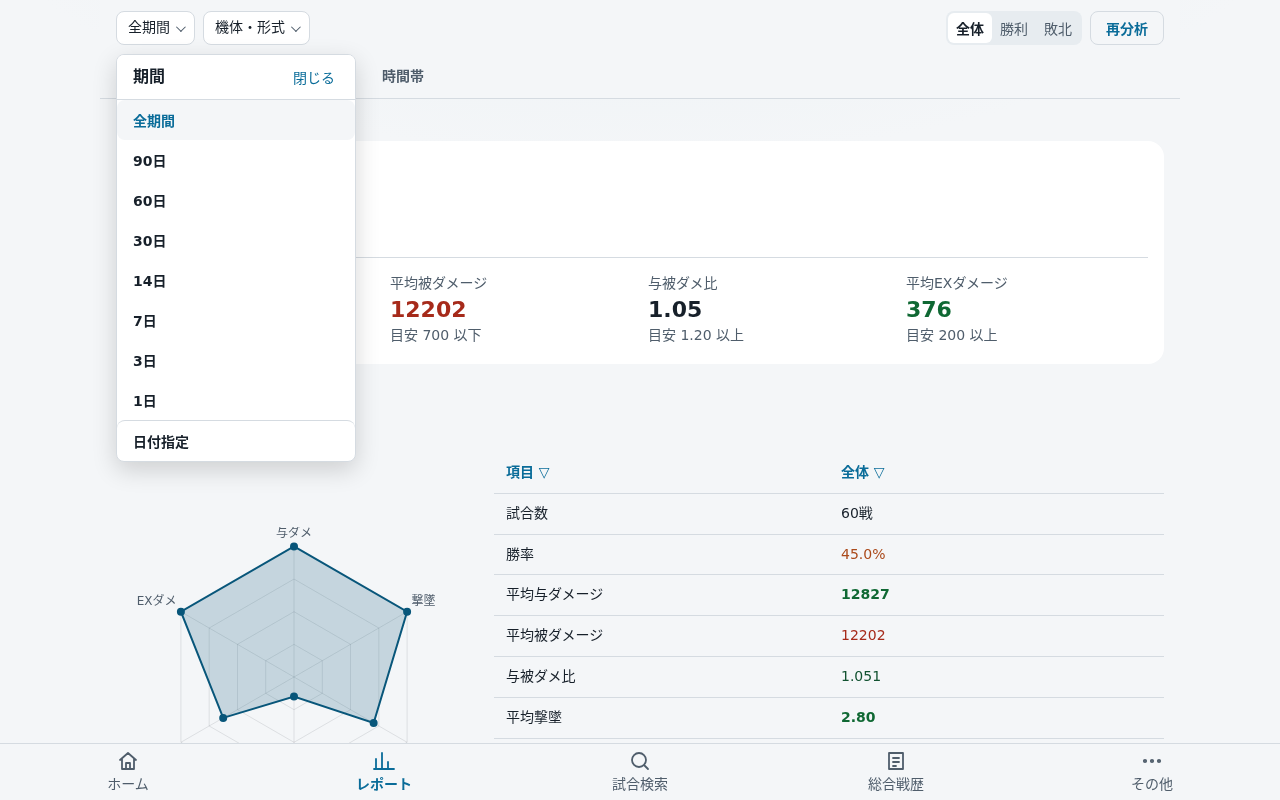 全期間
機体・形式
全体
勝利
敗北
再分析
期間
閉じる
時間帯
全期間
90日
60日
30日
14日
7日
3日
1日
日付指定
平均被ダメージ
12202
目安 700 以下
与被ダメ比
1.05
目安 1.20 以上
平均EXダメージ
376
目安 200 以上
与ダメ
EXダメ
撃墜
項目 ▽
全体 ▽
試合数
60戦
勝率
45.0%
平均与ダメージ
12827
平均被ダメージ
12202
与被ダメ比
1.051
平均撃墜
2.80
ホーム
レポート
試合検索
総合戦歴
その他